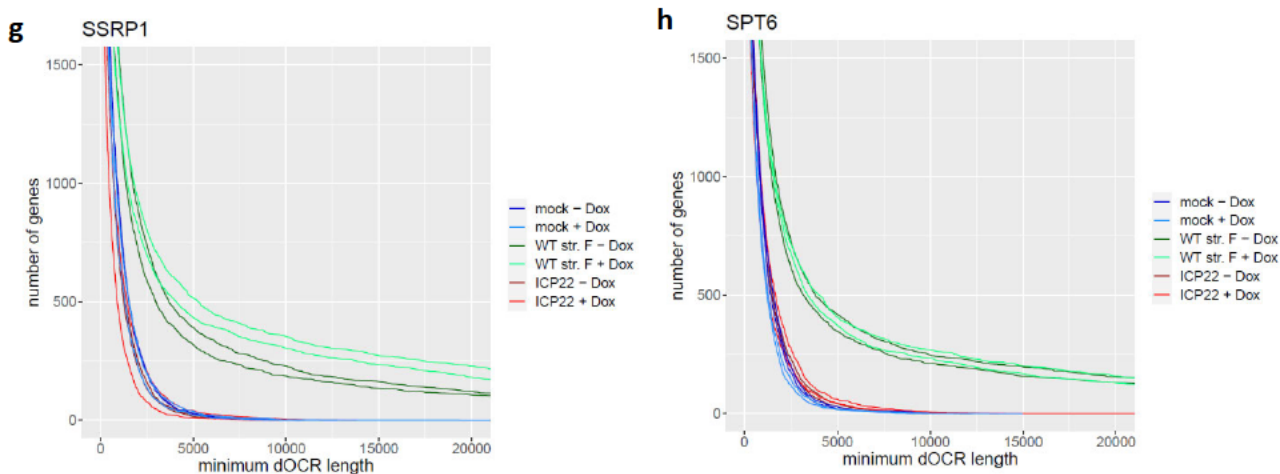 g
SSRP1
1500
1000
500
0
number of genes
0 5000 10000 15000 20000
minimum dOCR length
mock − Dox
mock + Dox
WT str. F − Dox
WT str. F + Dox
ICP22 − Dox
ICP22 + Dox
h
SPT6
1500
1000
500
0
number of genes
0 5000 10000 15000 20000
minimum dOCR length
mock − Dox
mock + Dox
WT str. F − Dox
WT str. F + Dox
ICP22 − Dox
ICP22 + Dox